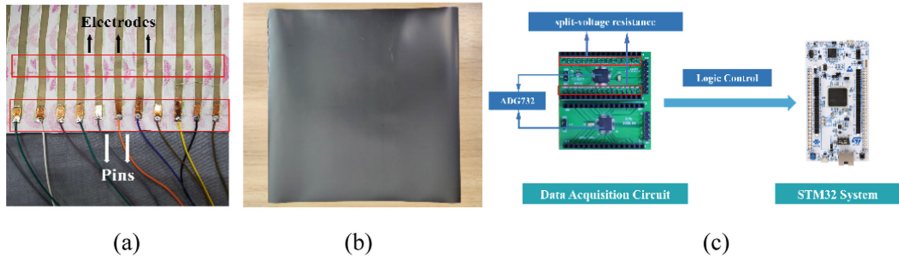 Electrodes
Pins
(a)
(b)
split-voltage resistance
ADG732
Logic Control
Data Acquisition Circuit
STM32 System
(c)